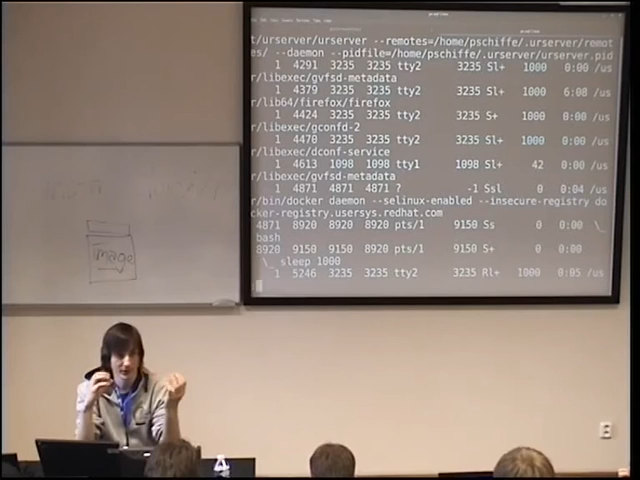 t/urserver/urserver --remotes=/home/pschiffe/.urserver/remot
es/ --daemon --pidfile=/home/pschiffe/.urserver/urserver.pid
1 4291 3235 3235 tty2 3235 Sl+ 1000 0:00 /us
r/libexec/gvfsd-metadata
1 4379 3235 3235 tty2 3235 Sl+ 1000 6:08 /us
r/lib64/firefox/firefox
1 4424 3235 3235 tty2 3235 S+ 1000 0:00 /us
r/libexec/gconfd-2
1 4470 3235 3235 tty2 3235 Sl+ 1000 0:00 /us
r/libexec/dconf-service
1 4613 1098 1098 tty1 1098 Sl+ 42 0:00 /us
r/libexec/gvfsd-metadata
1 4871 4871 4871 ? -1 Ssl 0 0:04 /us
r/bin/docker daemon --selinux-enabled --insecure-registry do
cker-registry.usersys.redhat.com
4871 8920 8920 8920 pts/1 9150 Ss 0 0:00 \_
bash
8920 9150 9150 8920 pts/1 9150 S+ 0 0:00
\_ sleep 1000
1 5246 3235 3235 tty2 3235 Rl+ 1000 0:05 /us
Image